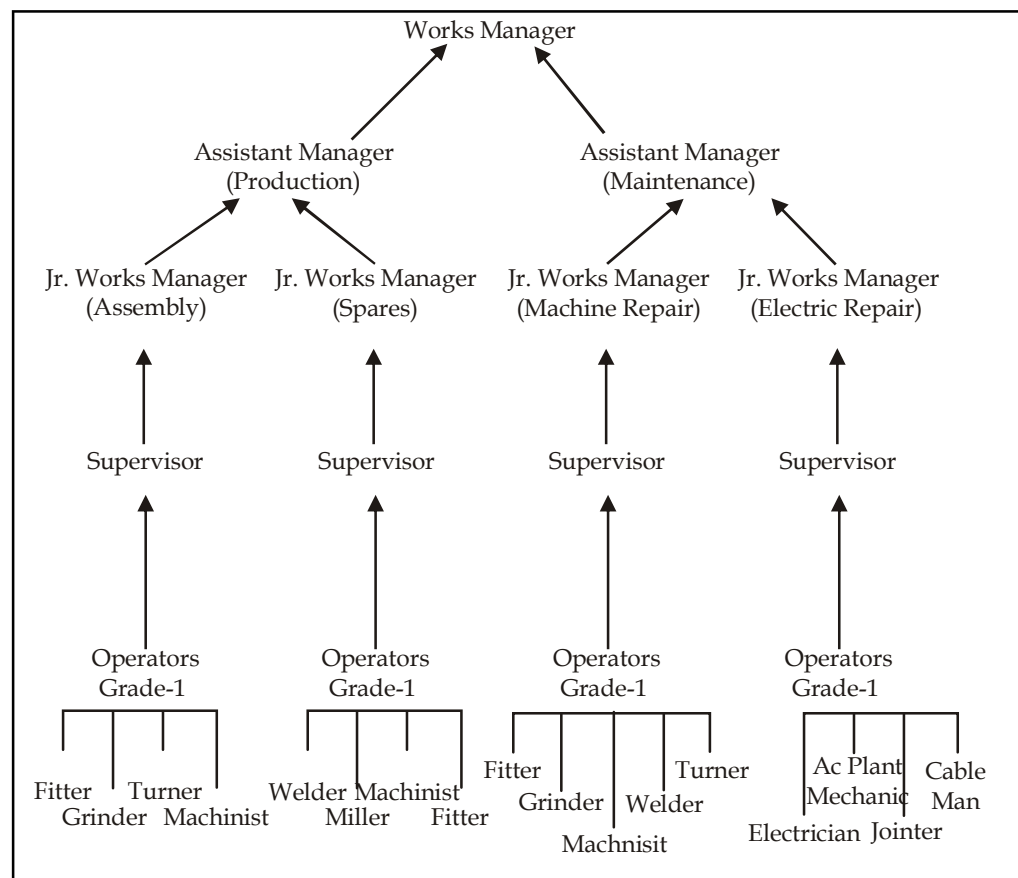 Works Manager
Assistant Manager
(Production)
Assistant Manager
(Maintenance)
Jr. Works Manager
(Assembly)
Jr. Works Manager
(Spares)
Jr. Works Manager
(Machine Repair)
Jr. Works Manager
(Electric Repair)
Supervisor
Supervisor
Supervisor
Supervisor
Operators
Grade-1
Operators
Grade-1
Operators
Grade-1
Operators
Grade-1
Fitter
Grinder
Turner
Machinist
Welder
Miller
Machinist
Fitter
Fitter
Grinder
Machnisit
Welder
Turner
Electrician
Ac Plant
Mechanic
Jointer
Cable
Man